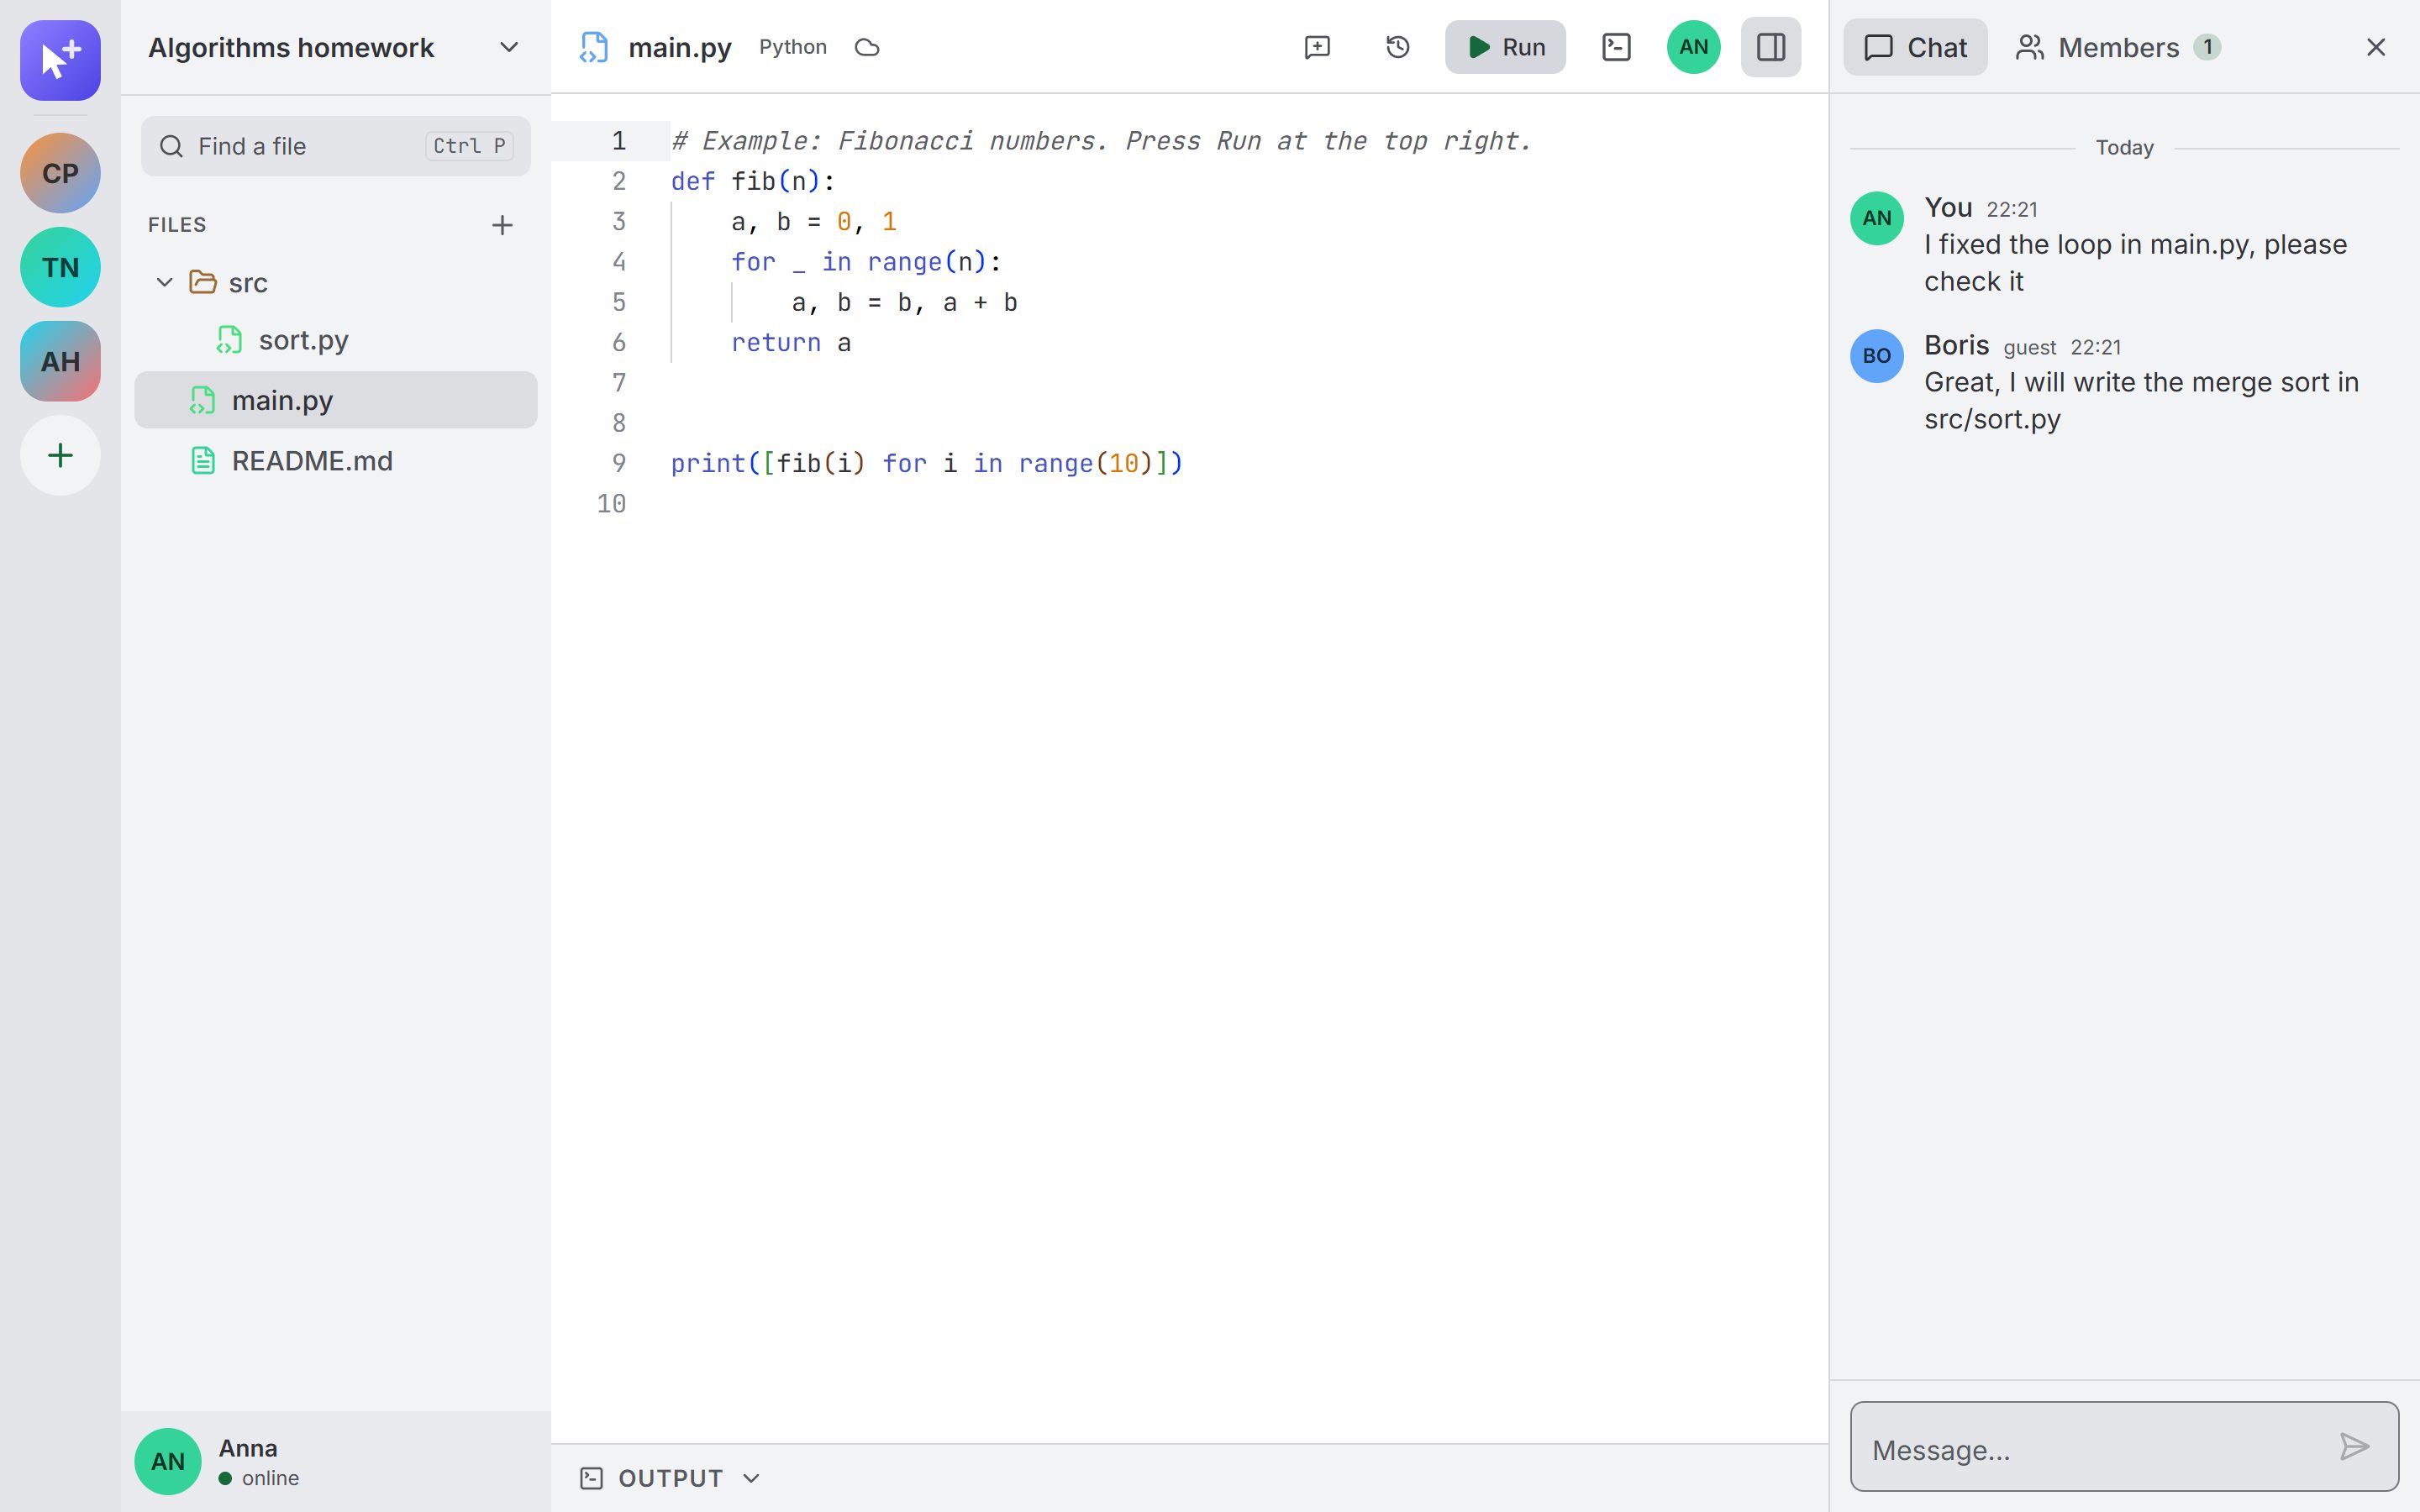 CP
TN
AH
Algorithms homework
Find a file
Ctrl P
FILES
src
sort.py
main.py
README.md
AN
Anna
online
main.py
Python
Run
AN
1 # Example: Fibonacci numbers. Press Run at the top right.
2 def fib(n):
3     a, b = 0, 1
4     for _ in range(n):
5         a, b = b, a + b
6     return a
7
8
9 print([fib(i) for i in range(10)])
10
OUTPUT
Chat
Members 1
Today
AN
You 22:21
I fixed the loop in main.py, please
check it
BO
Boris guest 22:21
Great, I will write the merge sort in
src/sort.py
Message...